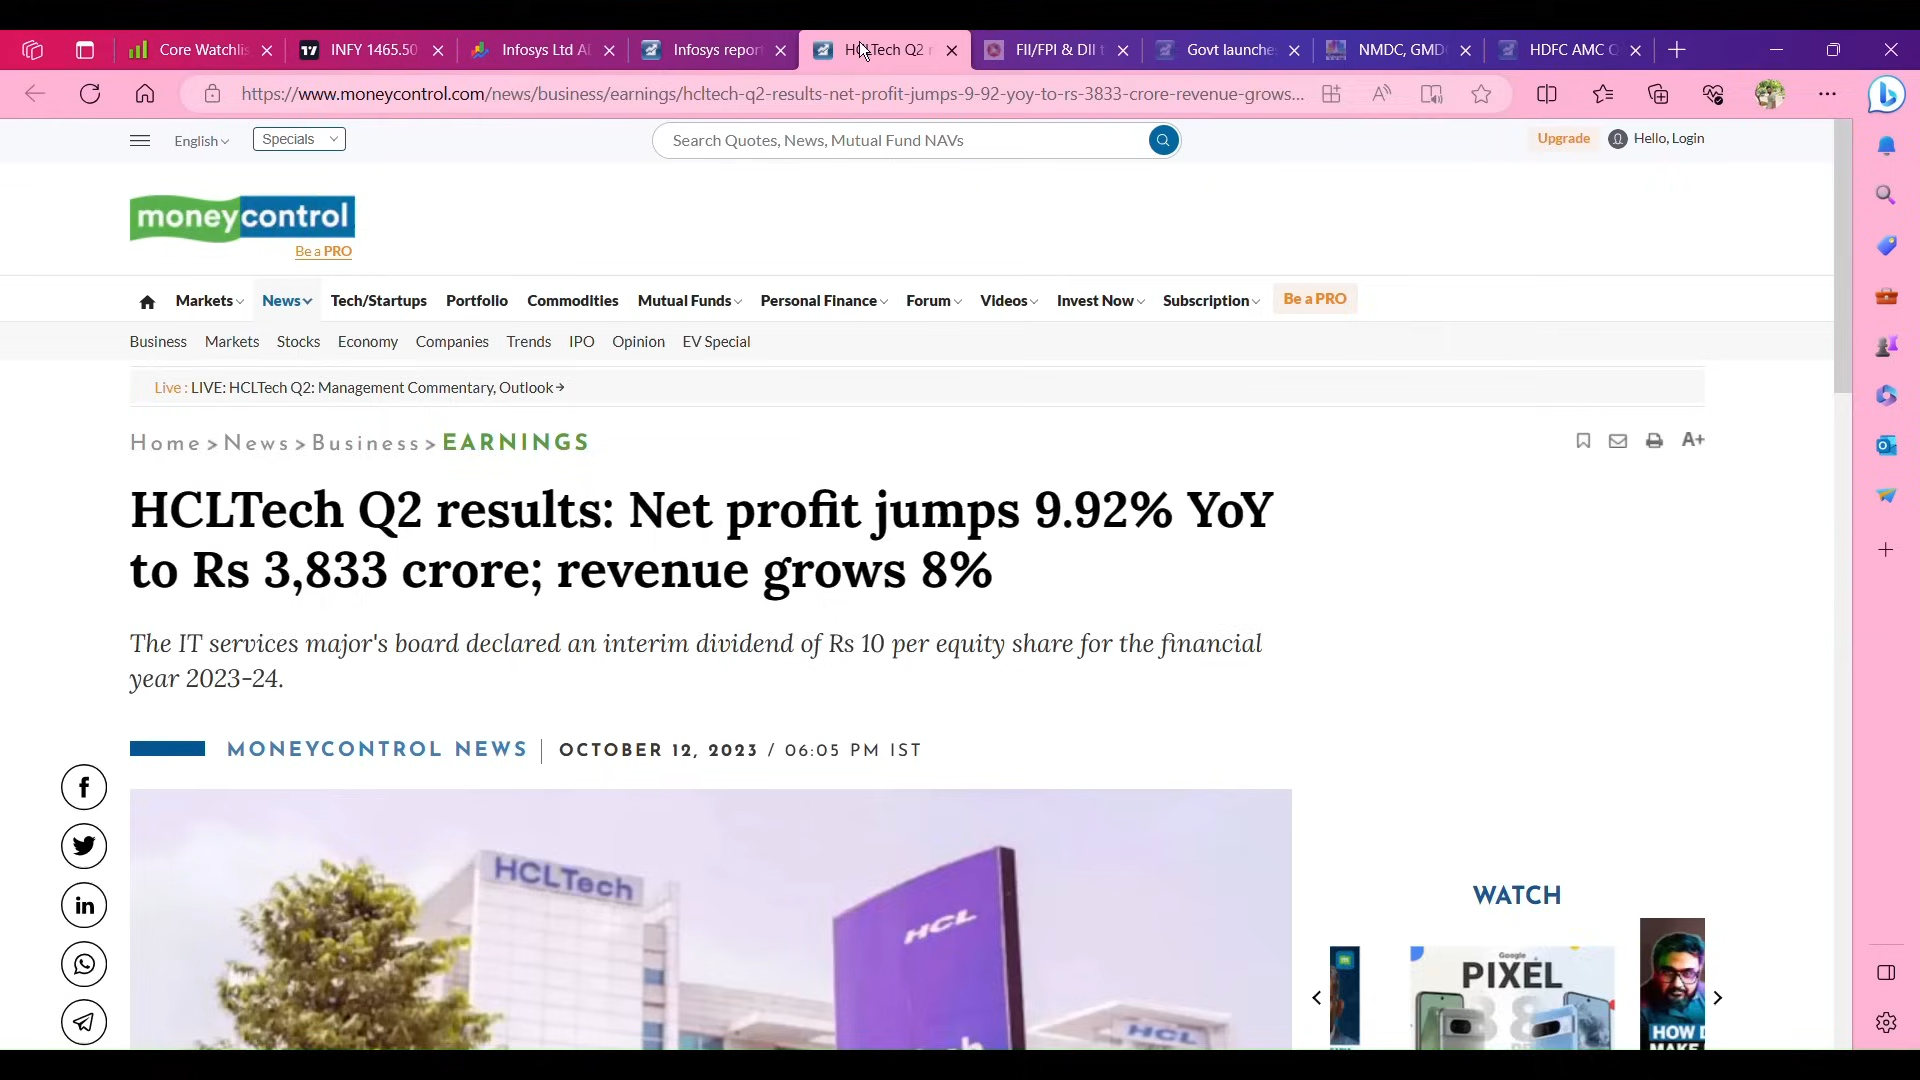 Core Watchlis
INFY 1465.50
Infosys Ltd Al
Infosys repor
HCLTech Q2 r
FII/FPI & DII t
Govt launche
NMDC, GMD
HDFC AMC Q
https://www.moneycontrol.com/news/business/earnings/hcltech-q2-results-net-profit-jumps-9-92-yoy-to-rs-3833-crore-revenue-grows...
English
Specials
Search Quotes, News, Mutual Fund NAVs
Upgrade
Hello, Login
moneycontrol
Be a PRO
Markets
News
Tech/Startups
Portfolio
Commodities
Mutual Funds
Personal Finance
Forum
Videos
Invest Now
Subscription
Be a PRO
Business
Markets
Stocks
Economy
Companies
Trends
IPO
Opinion
EV Special
Live : LIVE: HCLTech Q2: Management Commentary, Outlook
Home > News > Business > EARNINGS
A+
HCLTech Q2 results: Net profit jumps 9.92% YoY
to Rs 3,833 crore; revenue grows 8%
The IT services major's board declared an interim dividend of Rs 10 per equity share for the financial
year 2023-24.
MONEYCONTROL NEWS
OCTOBER 12, 2023 / 06:05 PM IST
HCLTech
HCL
HCL
WATCH
Google
PIXEL
HOW